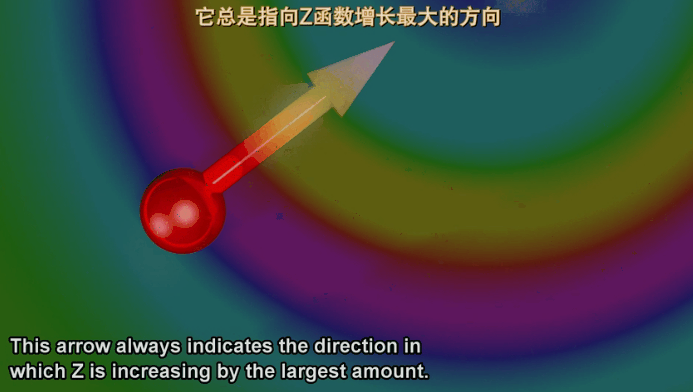 它总是指向Z函数增长最大的方向
This arrow always indicates the direction in
which Z is increasing by the largest amount.